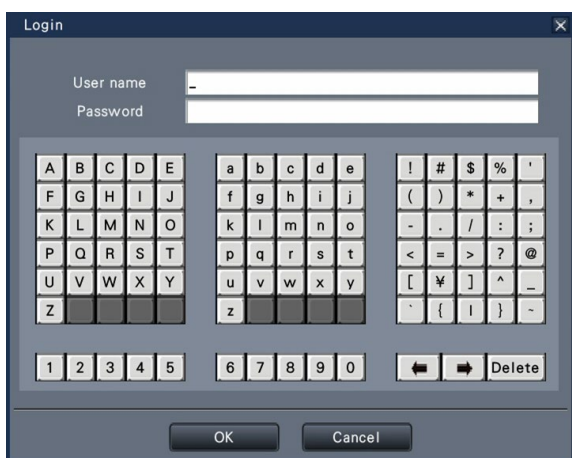 Login
User name
Password
A B C D E a b c d e ! # $ % '
F G H I J f g h i j ( ) * + ,
K L M N O k l m n o - . / : ;
P Q R S T p q r s t < = > ? @
U V W X Y u v w x y [ ¥ ] ^ _
Z z ` { | } ~
1 2 3 4 5 6 7 8 9 0 Delete
OK Cancel